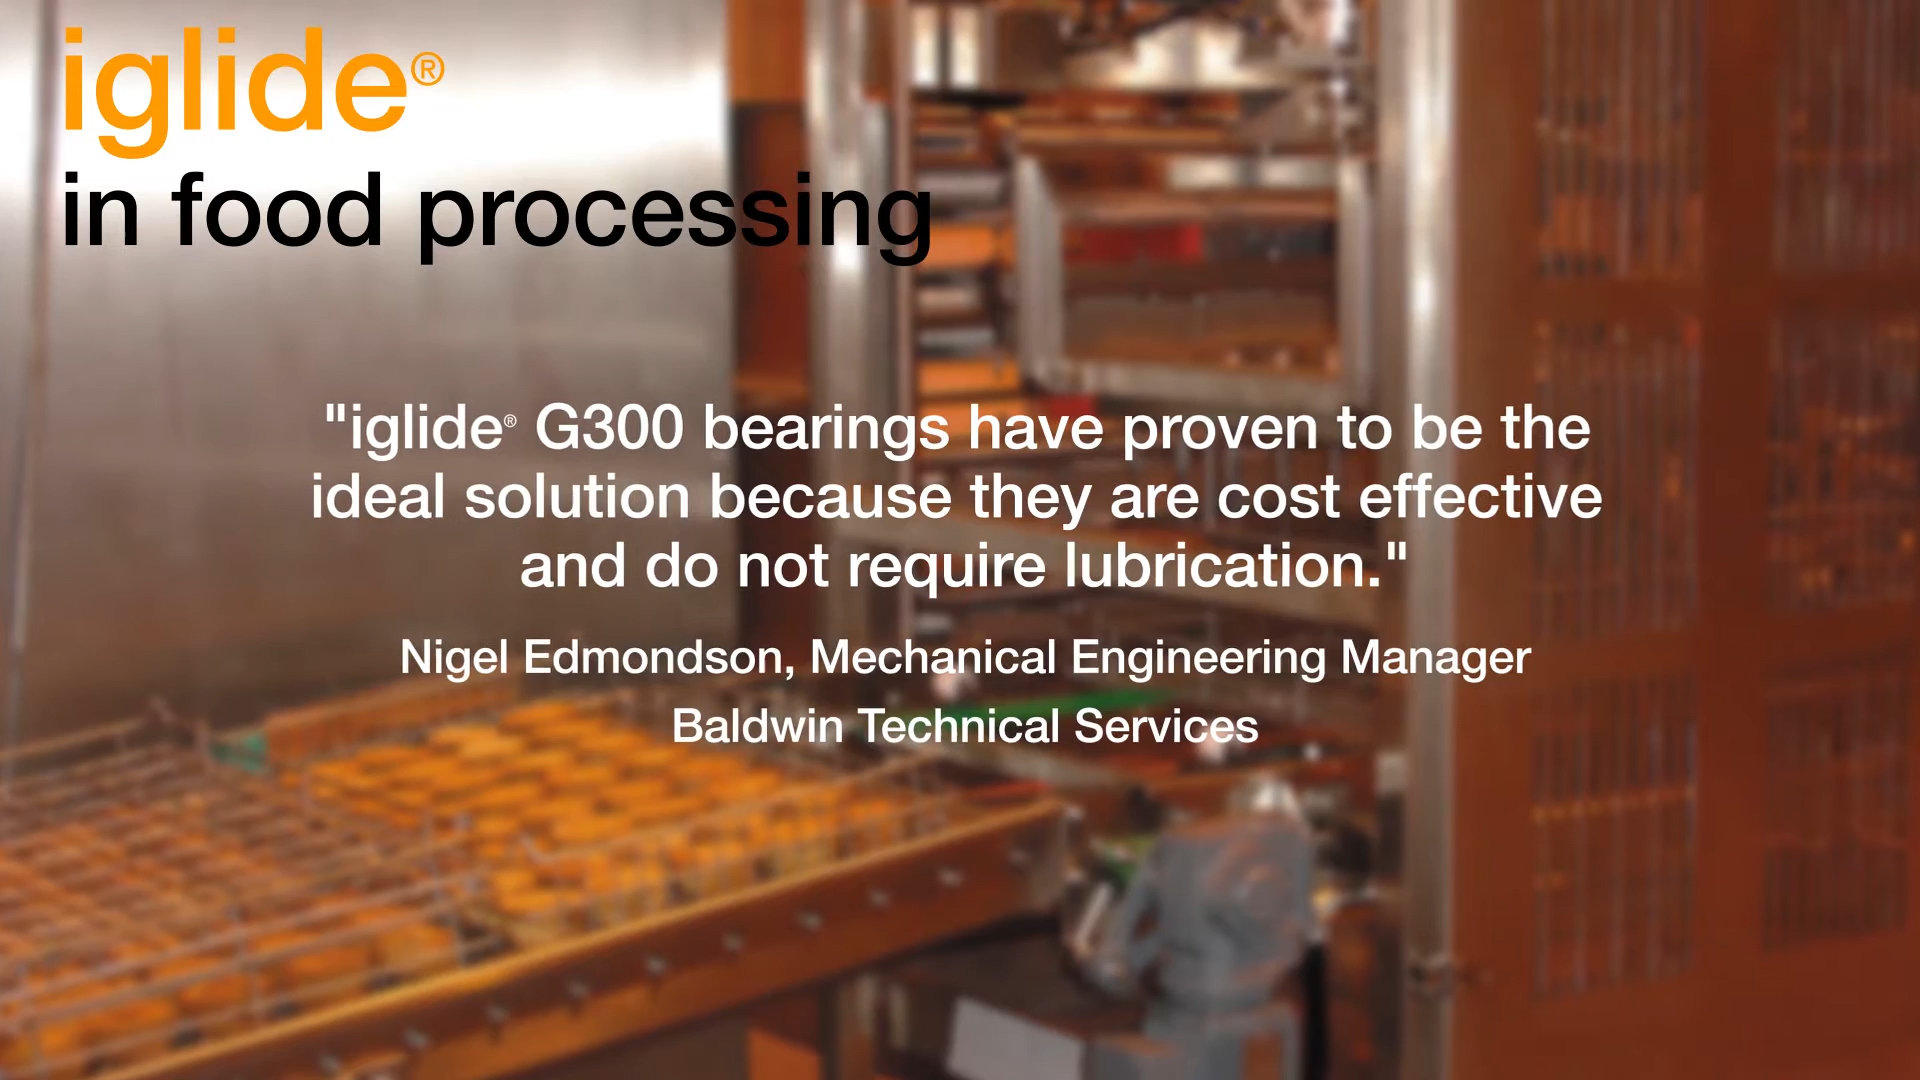 iglide®
in food processing
"iglide® G300 bearings have proven to be the
ideal solution because they are cost effective
and do not require lubrication."
Nigel Edmondson, Mechanical Engineering Manager
Baldwin Technical Services